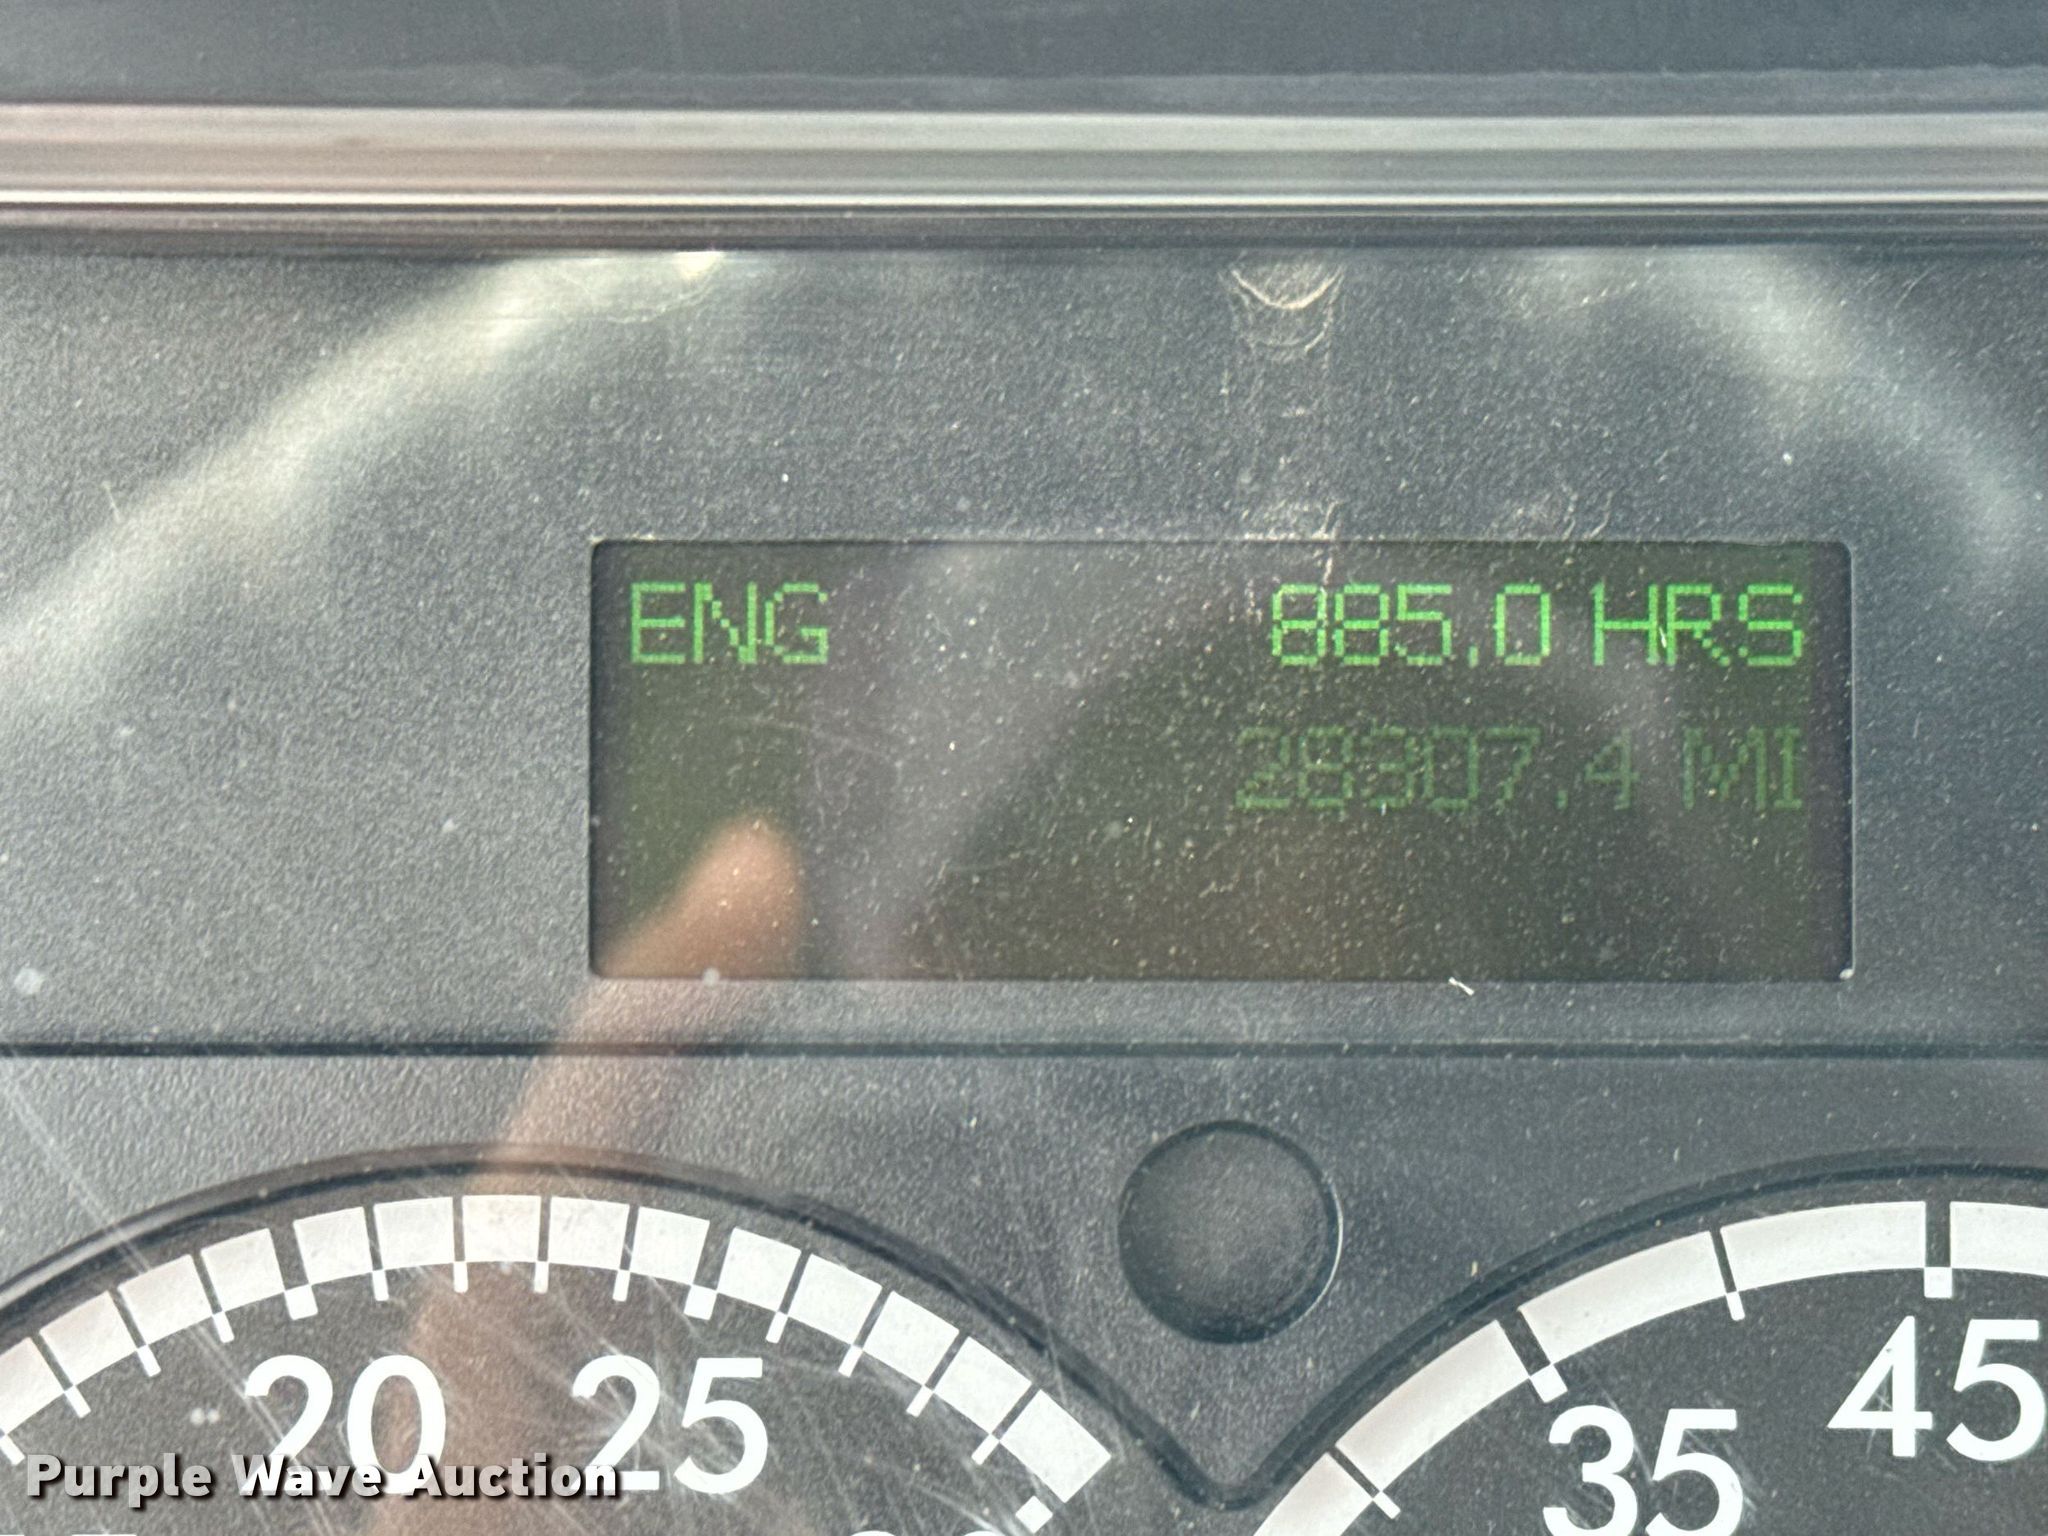 ENG 885.0 HRS
28307.4 MI
20 25
35 45
Purple Wave Auction